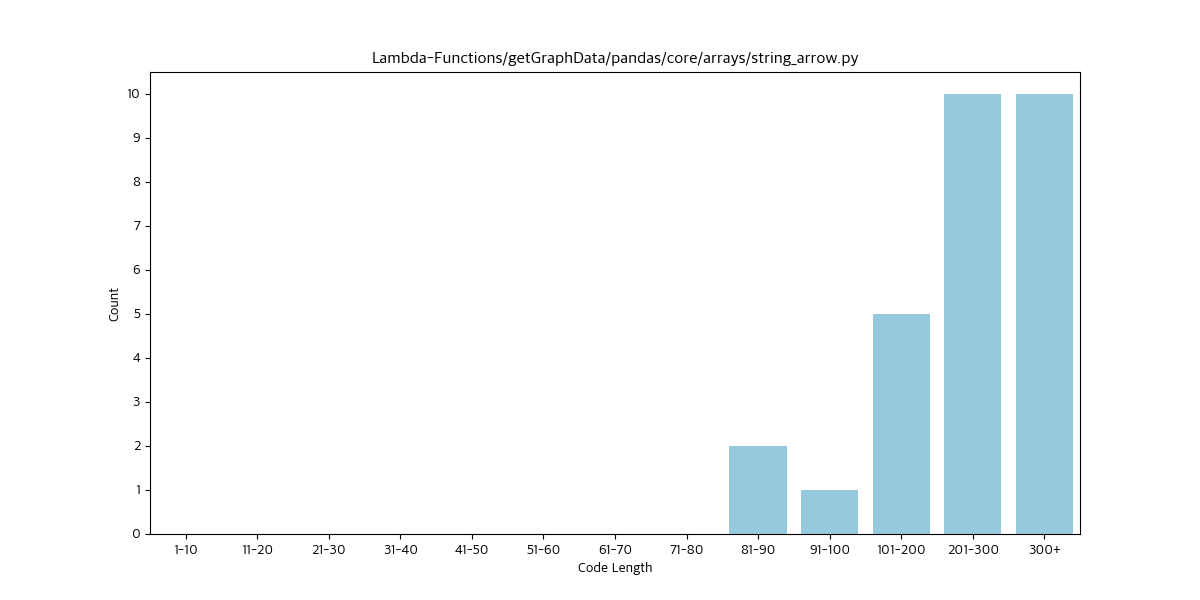 Lambda-Functions/getGraphData/pandas/core/arrays/string_arrow.py
10
9
8
7
6
5
4
3
2
1
0
Count
1-10 11-20 21-30 31-40 41-50 51-60 61-70 71-80 81-90 91-100 101-200 201-300 300+
Code Length